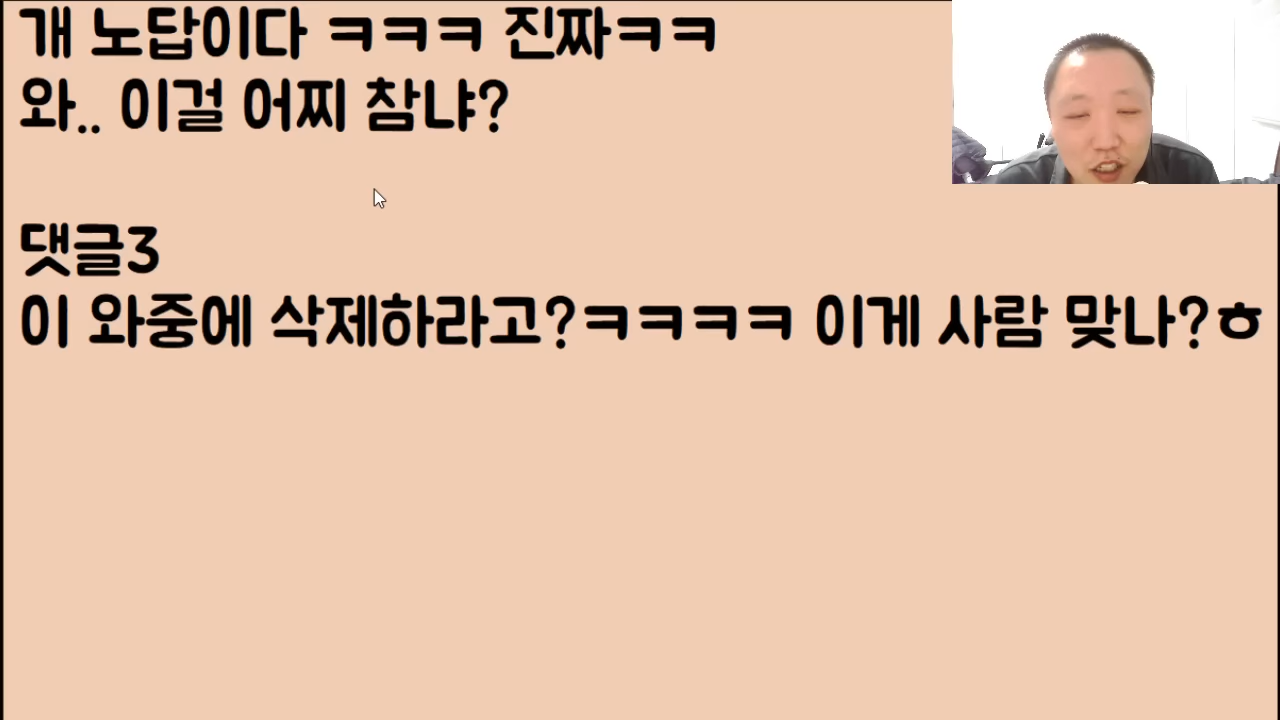 개 노답이다 ㅋㅋㅋ 진짜ㅋㅋ
와.. 이걸 어찌 참냐?
댓글3
이 와중에 삭제하라고?ㅋㅋㅋㅋ 이게 사람 맞나?ㅎ